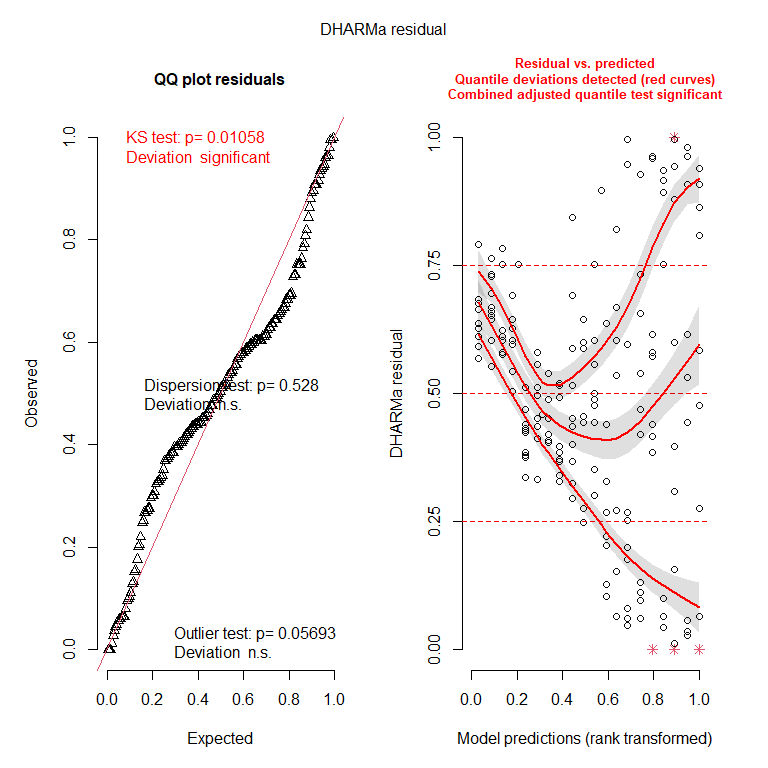 DHARMa residual
QQ plot residuals
KS test: p= 0.01058
Deviation significant
Dispersion test: p= 0.528
Deviation n.s.
Outlier test: p= 0.05693
Deviation n.s.
Observed
0.0
0.2
0.4
0.6
0.8
1.0
0.0 0.2 0.4 0.6 0.8 1.0
Expected
Residual vs. predicted
Quantile deviations detected (red curves)
Combined adjusted quantile test significant
DHARMa residual
0.00
0.25
0.50
0.75
1.00
0.0 0.2 0.4 0.6 0.8 1.0
Model predictions (rank transformed)